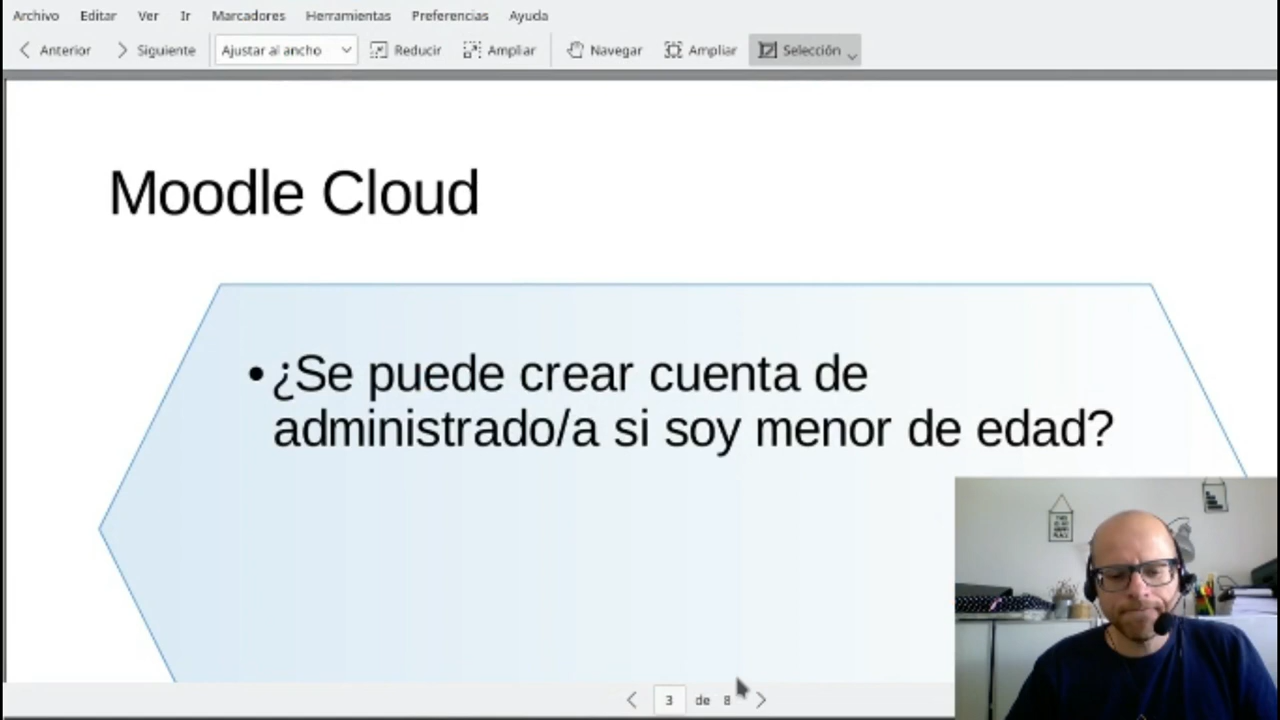 Archivo Editar Ver Ir Marcadores Herramientas Preferencias Ayuda
Anterior Siguiente Ajustar al ancho Reducir Ampliar Navegar Ampliar Selección
Moodle Cloud
• ¿Se puede crear cuenta de
administrado/a si soy menor de edad?
3 de 8